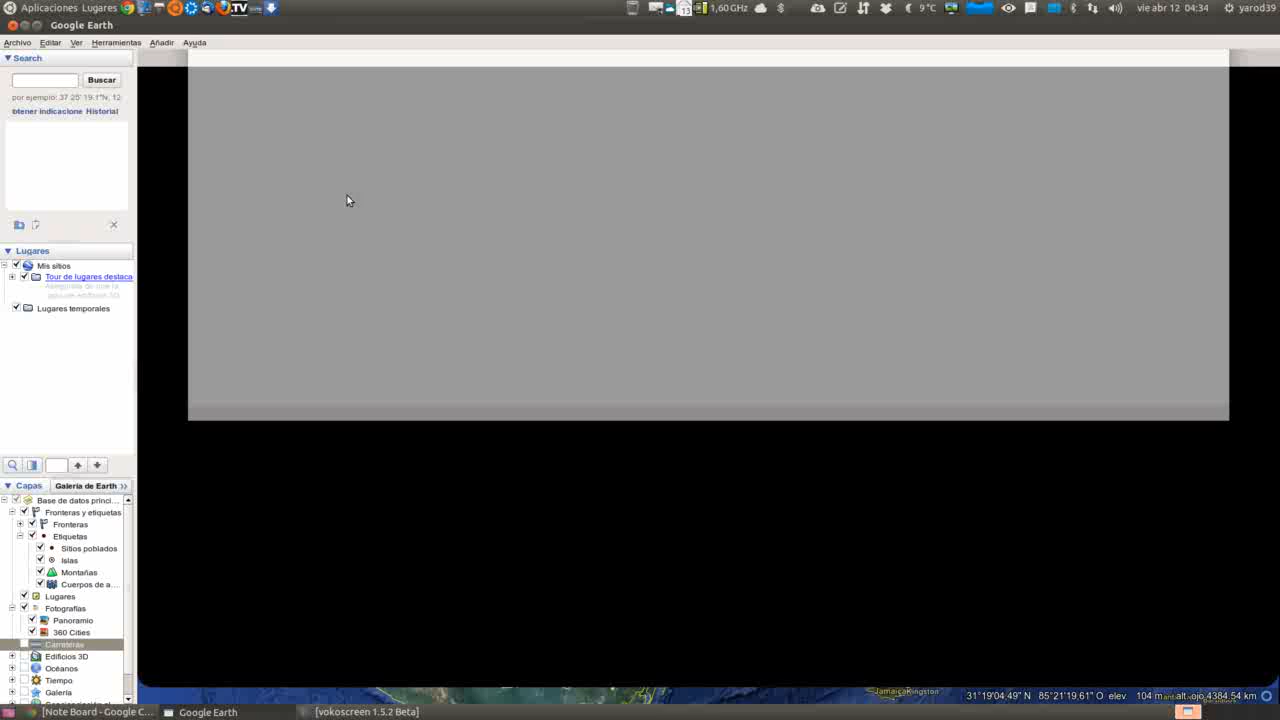 Aplicaciones Lugares
13
1,60GHz
9°C
vie abr 12 04:34
yarod39
Google Earth
Archivo Editar Ver Herramientas Añadir Ayuda
Search
Buscar
por ejemplo: 37 25' 19.1"N, 12
btener indicacione Historial
Lugares
Mis sitios
Tour de lugares destaca
Lugares temporales
Capas
Galería de Earth >>
Base de datos princi...
Fronteras y etiquetas
Fronteras
Etiquetas
Sitios poblados
Islas
Montañas
Cuerpos de a...
Lugares
Fotografías
Panoramio
360 Cities
Carreteras
Edificios 3D
Océanos
Tiempo
Galería
Jamaica Kingston
31°19'04.49" N 85°21'19.61" O elev. 104 m alt. ojo 4384.54 km
[Note Board - Google C...
Google Earth
[vokoscreen 1.5.2 Beta]